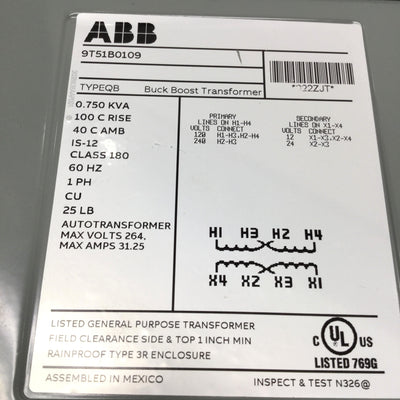 ABB
9T51B0109
TYPEQB Buck Boost Transformer
0.750 KVA
100 C RISE
40 C AMB
IS-12
CLASS 180
60 HZ
1 PH
CU
25 LB
AUTOTRANSFORMER
MAX VOLTS 264,
MAX AMPS 31.25
PRIMARY
LINES ON H1-H4
VOLTS CONNECT
120 H1-H3,H2-H4
240 H2-H3
SECONDARY
LINES ON X1-X4
VOLTS CONNECT
12 X1-X3,X2-X4
24 X2-X3
H1 H3 H2 H4
X4 X2 X3 X1
LISTED GENERAL PURPOSE TRANSFORMER
FIELD CLEARANCE SIDE & TOP 1 INCH MIN
RAINPROOF TYPE 3R ENCLOSURE
C UL US
LISTED 769G
ASSEMBLED IN MEXICO
INSPECT & TEST N326@